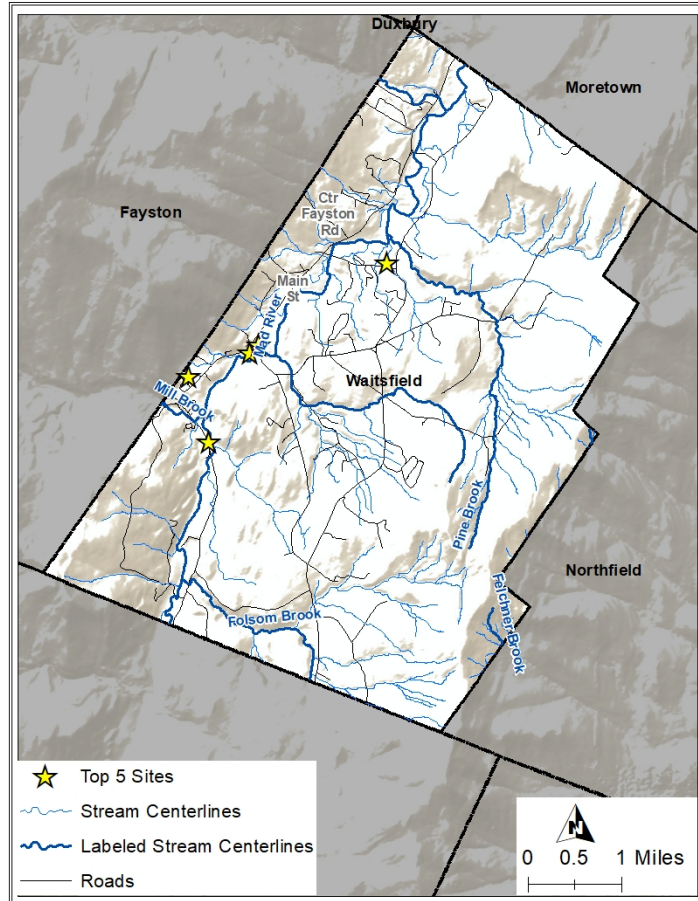 Duxbury
Moretown
Fayston
Ctr
Fayston
Rd
Main
St
Mad River
Waitsfield
Mill Brook
Pine Brook
Northfield
Felchner Brook
Folsom Brook
Top 5 Sites
Stream Centerlines
Labeled Stream Centerlines
Roads
N
0 0.5 1 Miles